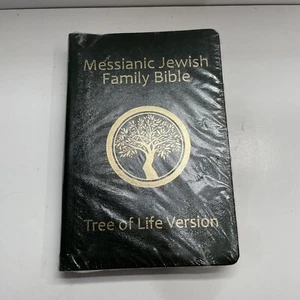 Messianic Jewish
Family Bible
Tree of Life Version